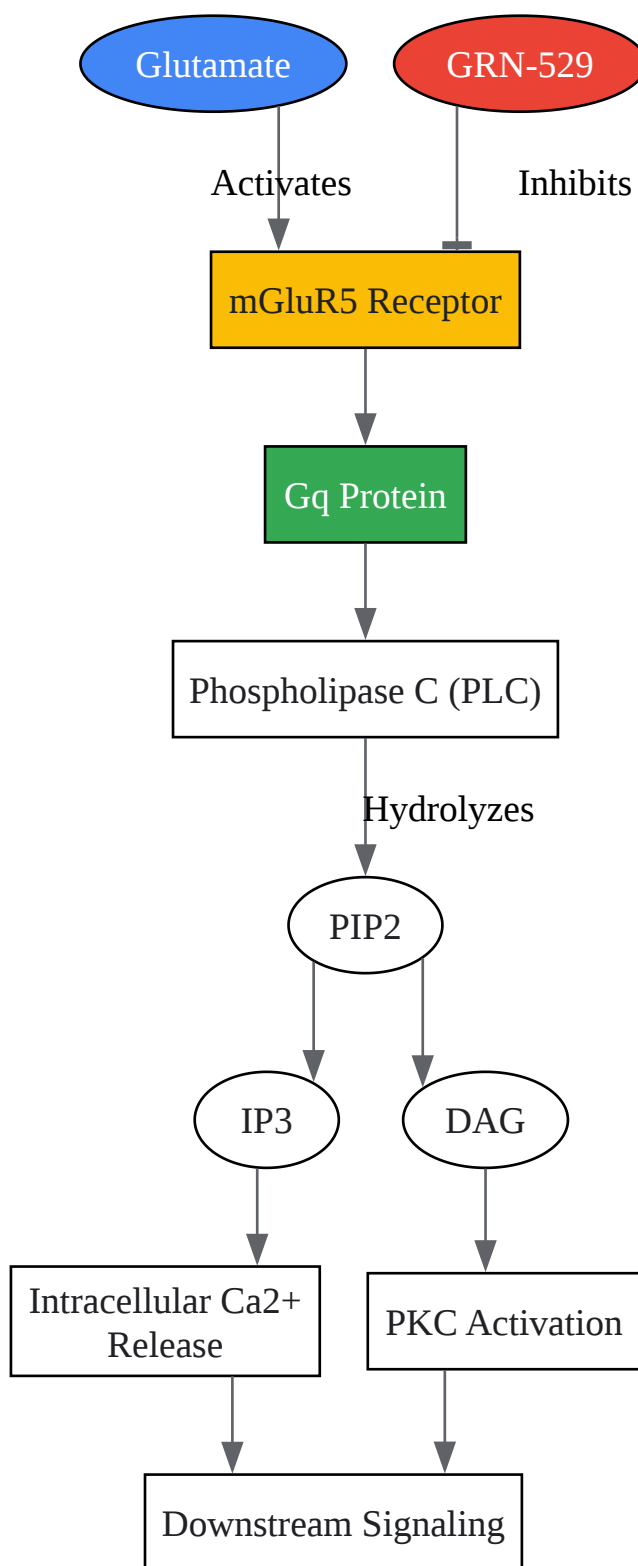 Glutamate
GRN-529
Activates
Inhibits
mGluR5 Receptor
Gq Protein
Phospholipase C (PLC)
Hydrolyzes
PIP2
IP3
DAG
Intracellular Ca2+
Release
PKC Activation
Downstream Signaling